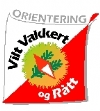 ORIENTERING
Vilt Vakkert
og Rått